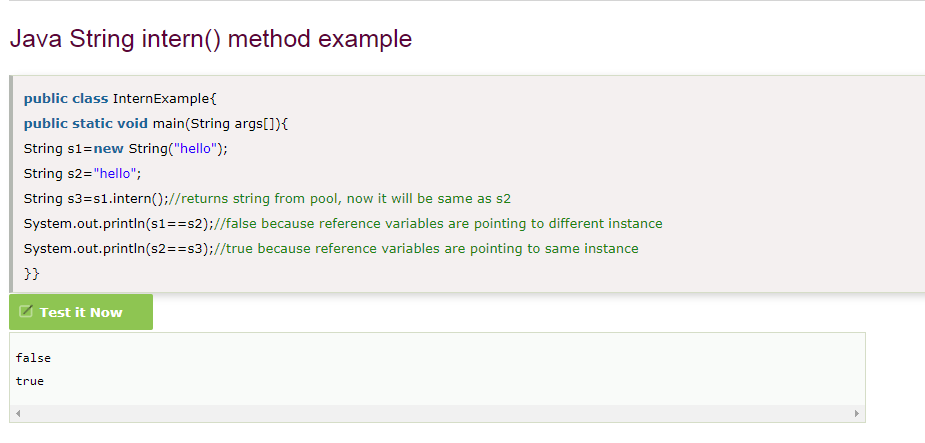 Java String intern() method example
public class InternExample{
public static void main(String args[]){
String s1=new String("hello");
String s2="hello";
String s3=s1.intern();//returns string from pool, now it will be same as s2
System.out.println(s1==s2);//false because reference variables are pointing to different instance
System.out.println(s2==s3);//true because reference variables are pointing to same instance
}}
Test it Now
false
true